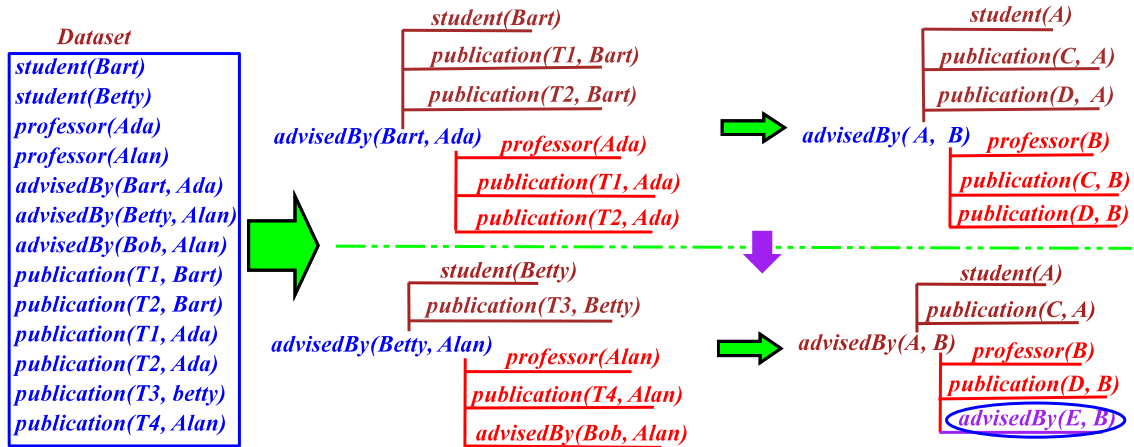 Dataset
student(Bart)
student(Betty)
professor(Ada)
professor(Alan)
advisedBy(Bart, Ada)
advisedBy(Betty, Alan)
advisedBy(Bob, Alan)
publication(T1, Bart)
publication(T2, Bart)
publication(T1, Ada)
publication(T2, Ada)
publication(T3, betty)
publication(T4, Alan)
student(Bart)
publication(T1, Bart)
publication(T2, Bart)
advisedBy(Bart, Ada)
professor(Ada)
publication(T1, Ada)
publication(T2, Ada)
student(A)
publication(C, A)
publication(D, A)
advisedBy( A, B)
professor(B)
publication(C, B)
publication(D, B)
student(Betty)
publication(T3, Betty)
advisedBy(Betty, Alan)
professor(Alan)
publication(T4, Alan)
advisedBy(Bob, Alan)
student(A)
publication(C, A)
advisedBy(A, B)
professor(B)
publication(D, B)
advisedBy(E, B)